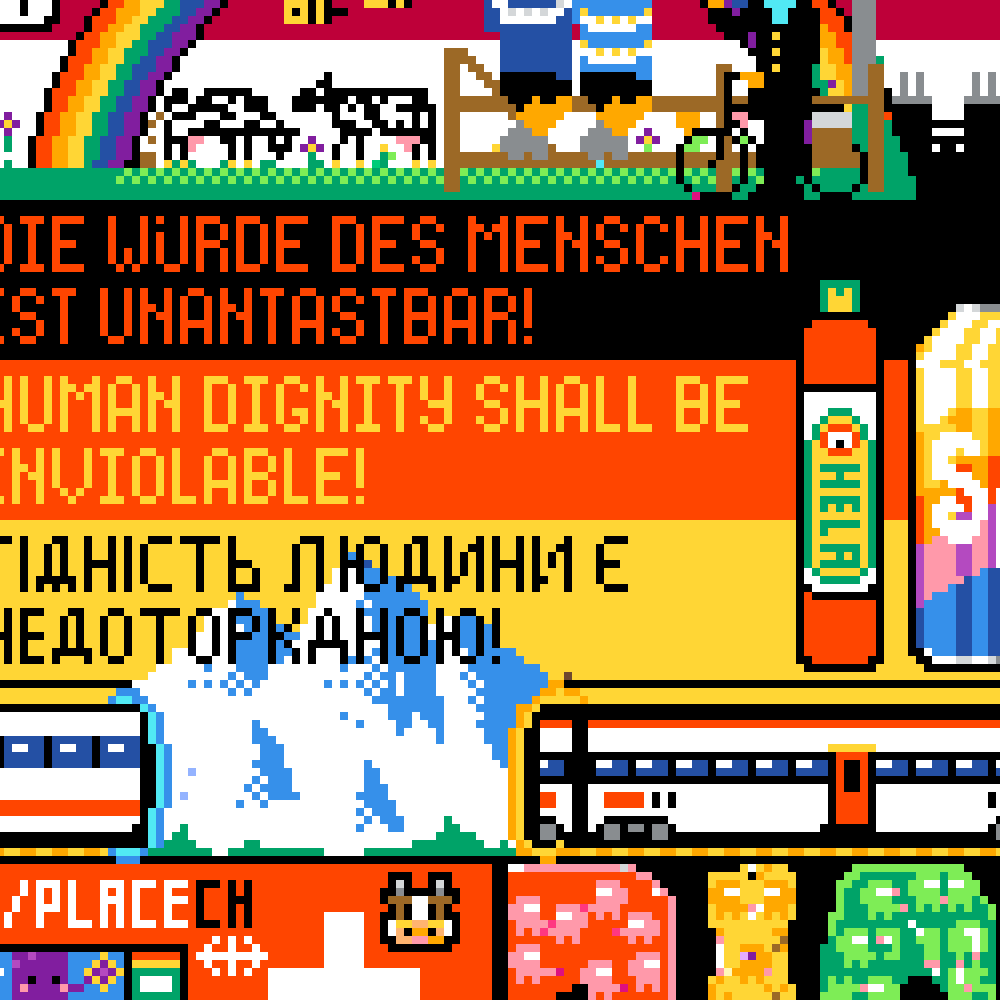 DIE WÜRDE DES MENSCHEN
IST UNANTASTBAR!
HUMAN DIGNITY SHALL BE
INVIOLABLE!
ГІДНІСТЬ ЛЮДИНИ Є
НЕДОТОРКАНОЮ!
HELA
S
/PLACECH